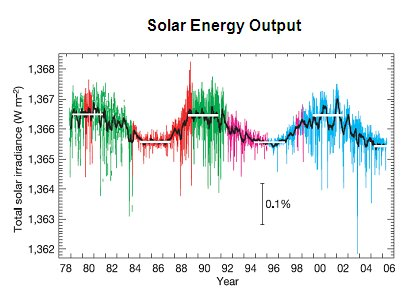 Solar Energy Output
1,368
1,367
1,366
1,365
1,364
1,363
1,362
Total solar irradiance (W m–2)
0.1%
78 80 82 84 86 88 90 92 94 96 98 00 02 04 06
Year